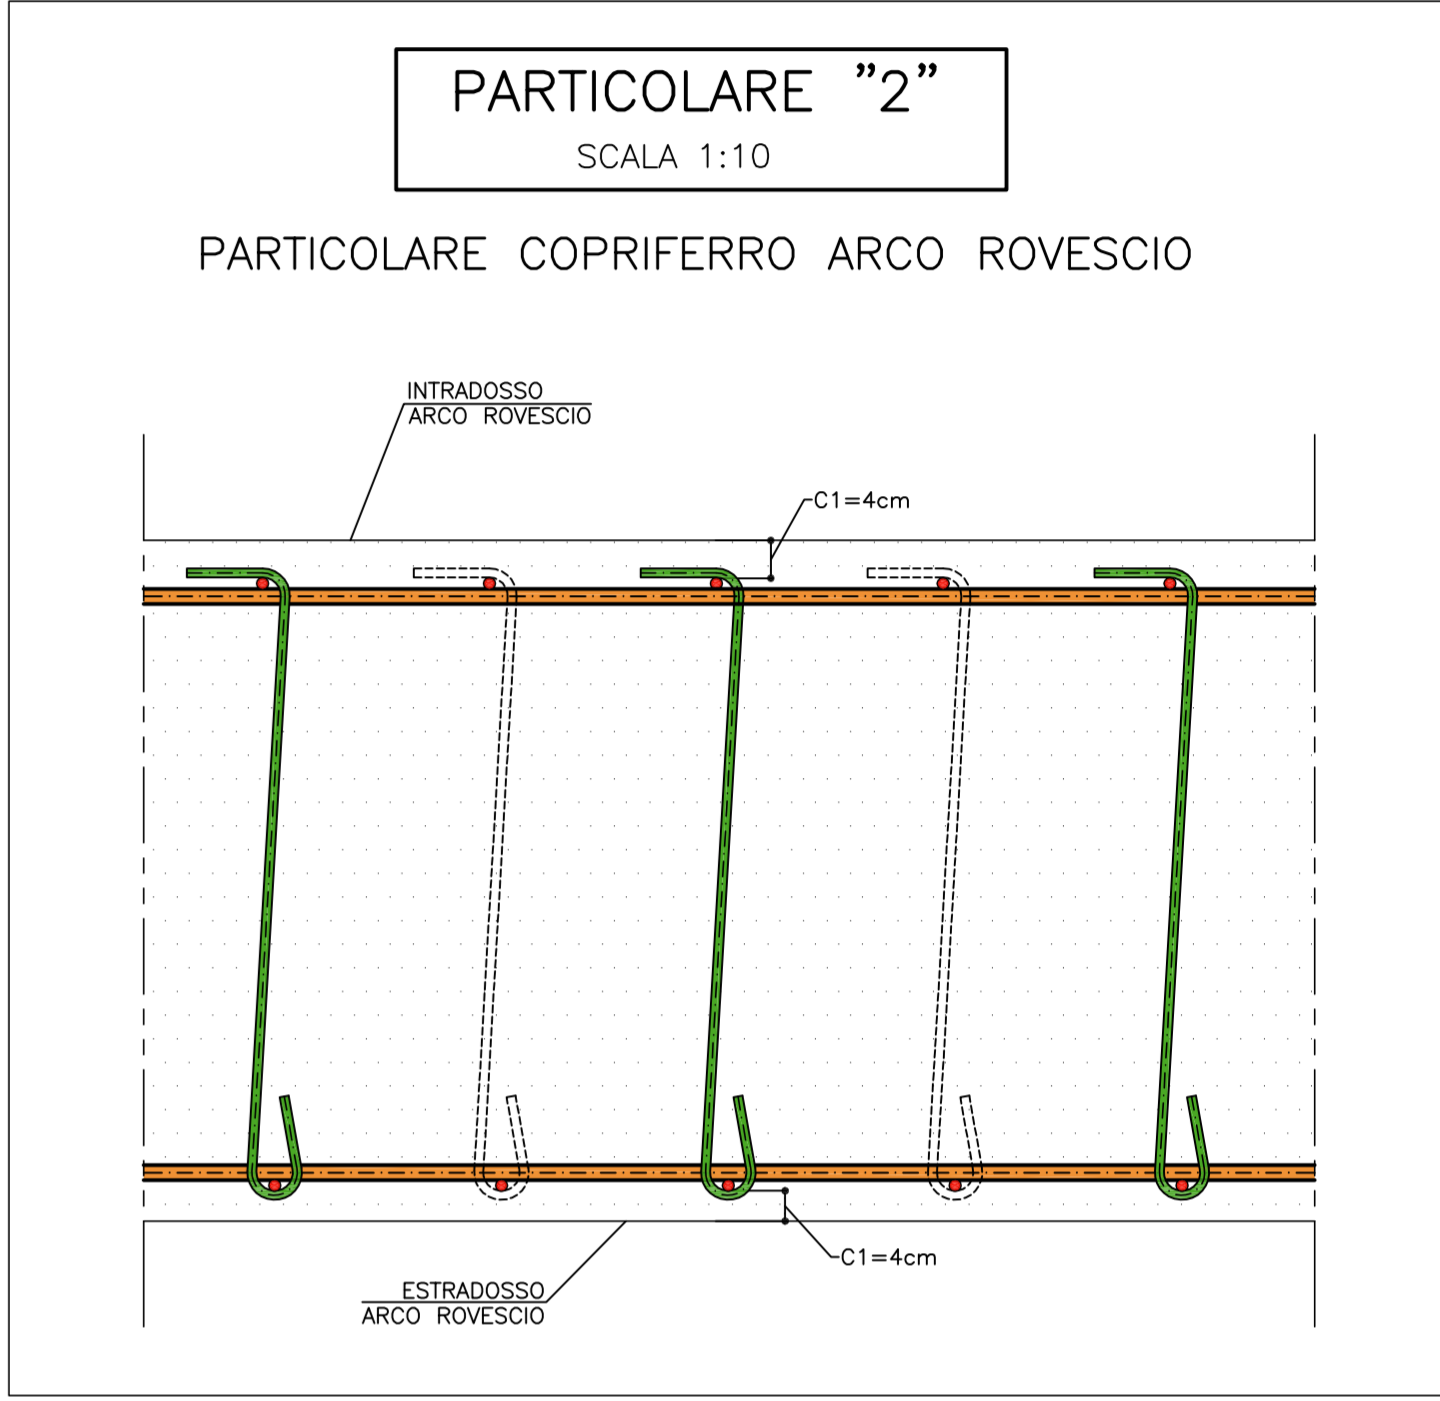 PARTICOLARE ”2”
SCALA 1:10
PARTICOLARE COPRIFERRO ARCO ROVESCIO
INTRADOSSO
ARCO ROVESCIO
C1=4cm
C1=4cm
ESTRADOSSO
ARCO ROVESCIO